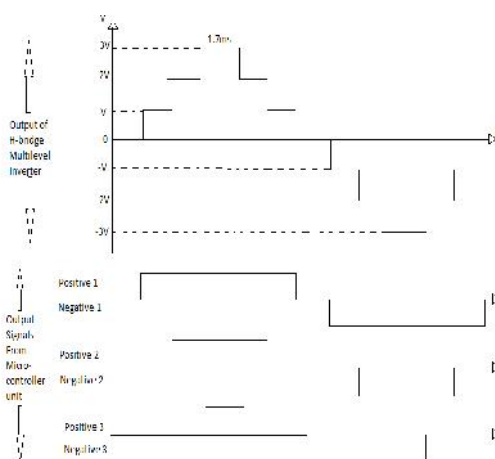 V
3V
1.7ms
2V
V
0
-V
2V
-3V
Output of
H-bridge
Multilevel
Inverter
Positive 1
Negative 1
Output
Signals
From
Micro-
controller
unit
Positive 2
Negative 2
Positive 3
Negative 3